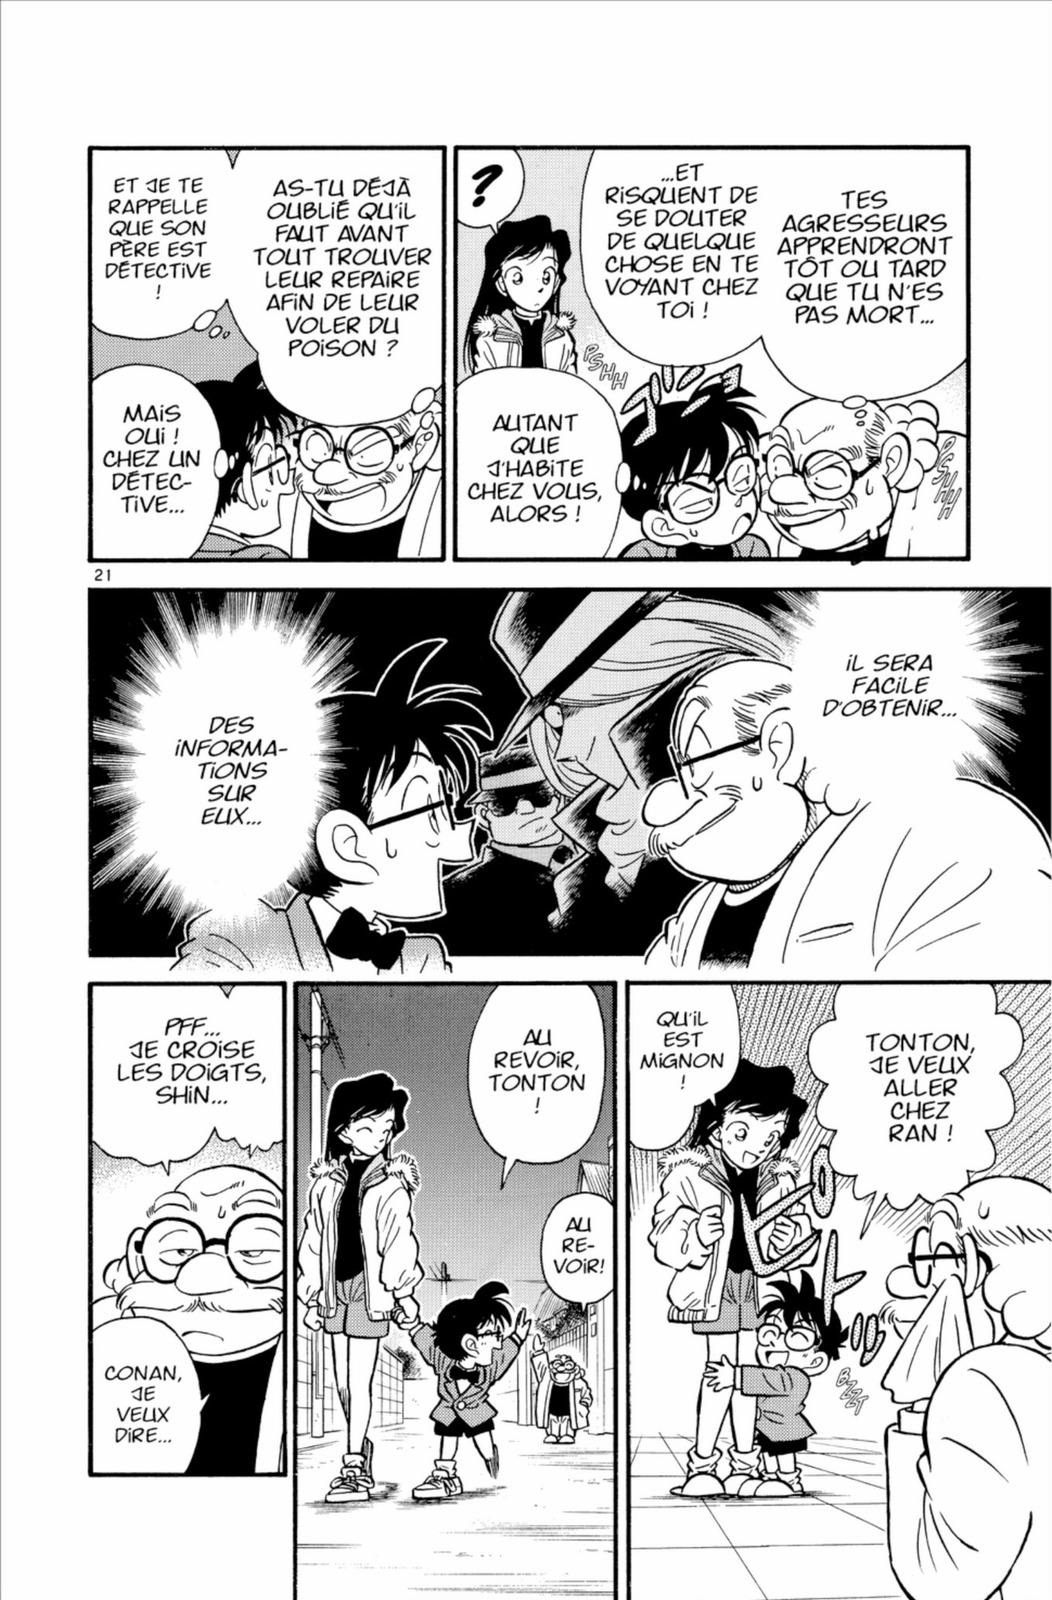 TES
AGRESSEURS
APPRENDRONT
TÔT OU TARD
QUE TU N'ES
PAS MORT...
...ET
RISQUENT DE
SE DOUTER
DE QUELQUE
CHOSE EN TE
VOYANT CHEZ
TOI !
?
PSHH
PSHHH
AUTANT
QUE
J'HABITE
CHEZ VOUS,
ALORS !
AS-TU DÉJÀ
OUBLIÉ QU'IL
FAUT AVANT
TOUT TROUVER
LEUR REPAIRE
AFIN DE LEUR
VOLER DU
POISON ?
ET JE TE
RAPPELLE
QUE SON
PÈRE EST
DÉTECTIVE
!
MAIS
OUI !
CHEZ UN
DÉTEC-
TIVE...
21
IL SERA
FACILE
D'OBTENIR...
DES
INFORMA-
TIONS
SUR
EUX...
TONTON,
JE VEUX
ALLER
CHEZ
RAN !
QU'IL
EST
MIGNON
!
BZZZT
AU
REVOIR,
TONTON
!
AU
RE-
VOIR!
PFF...
JE CROISE
LES DOIGTS,
SHIN...
CONAN,
JE
VEUX
DIRE...